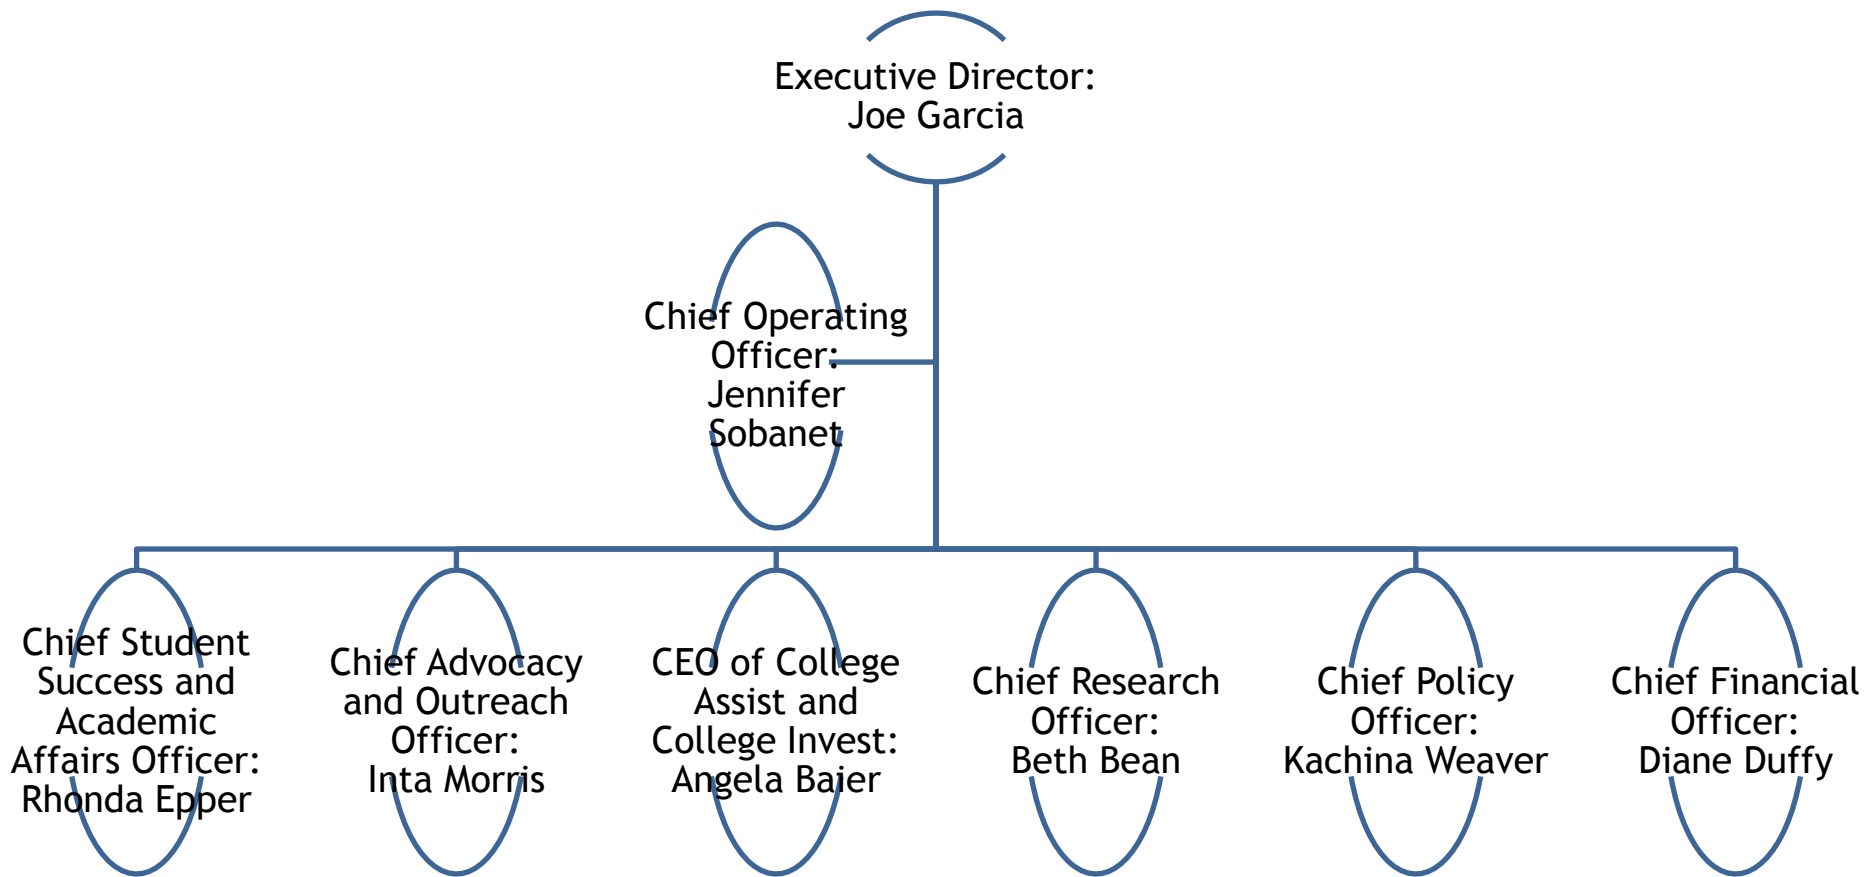 Executive Director:
Joe Garcia
Chief Operating
Officer:
Jennifer
Sobanet
Chief Student
Success and
Academic
Affairs Officer:
Rhonda Epper
Chief Advocacy
and Outreach
Officer:
Inta Morris
CEO of College
Assist and
College Invest:
Angela Baier
Chief Research
Officer:
Beth Bean
Chief Policy
Officer:
Kachina Weaver
Chief Financial
Officer:
Diane Duffy